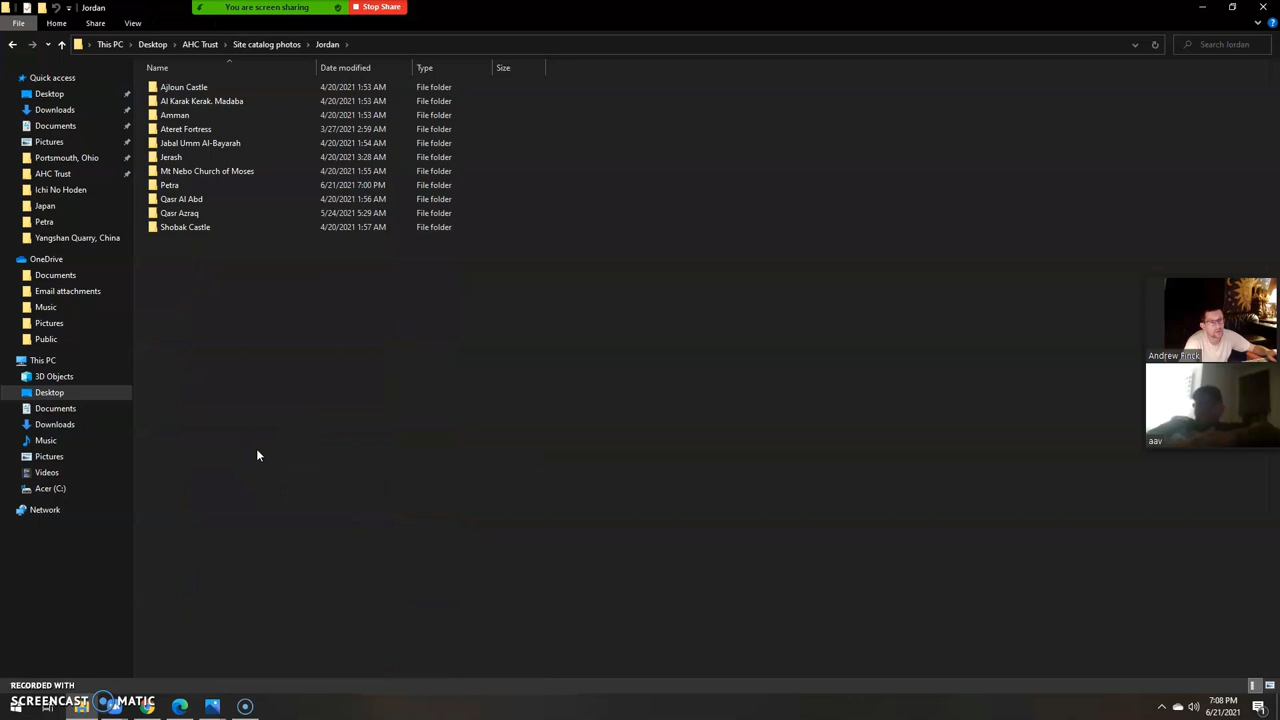 Jordan
You are screen sharing
Stop Share
File Home Share View
This PC Desktop AHC Trust Site catalog photos Jordan
Search Jordan
Name Date modified Type Size
Ajloun Castle 4/20/2021 1:53 AM File folder
Al Karak Kerak. Madaba 4/20/2021 1:53 AM File folder
Amman 4/20/2021 1:53 AM File folder
Ateret Fortress 3/27/2021 2:59 AM File folder
Jabal Umm Al-Bayarah 4/20/2021 1:54 AM File folder
Jerash 4/20/2021 3:28 AM File folder
Mt Nebo Church of Moses 4/20/2021 1:55 AM File folder
Petra 6/21/2021 7:00 PM File folder
Qasr Al Abd 4/20/2021 1:56 AM File folder
Qasr Azraq 5/24/2021 5:29 AM File folder
Shobak Castle 4/20/2021 1:57 AM File folder
Quick access
Desktop
Downloads
Documents
Pictures
Portsmouth, Ohio
AHC Trust
Ichi No Hoden
Japan
Petra
Yangshan Quarry, China
OneDrive
Documents
Email attachments
Music
Pictures
Public
This PC
3D Objects
Desktop
Documents
Downloads
Music
Pictures
Videos
Acer (C:)
Network
Andrew Finck
aav
RECORDED WITH
SCREENCAST MATIC
7:08 PM
6/21/2021